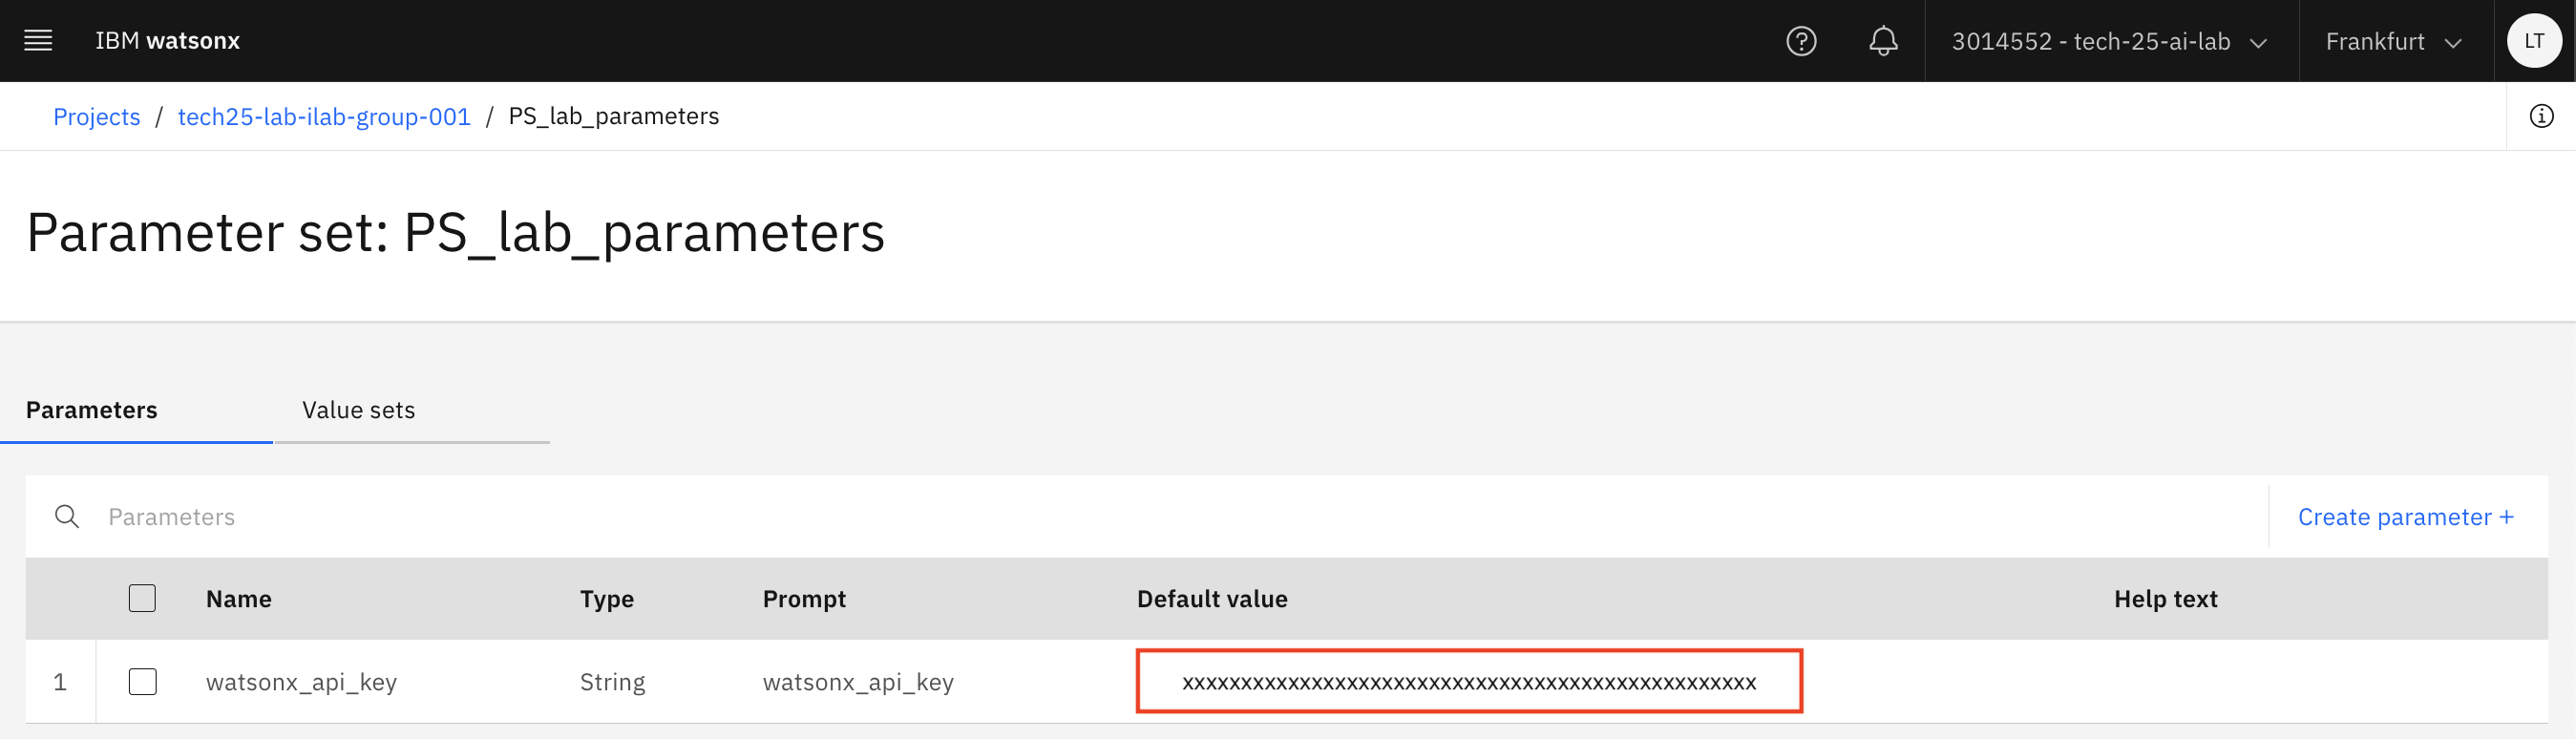 IBM watsonx
3014552 - tech-25-ai-lab
Frankfurt
LT
Projects / tech25-lab-ilab-group-001 / PS_lab_parameters
Parameter set: PS_lab_parameters
Parameters
Value sets
Parameters
Create parameter +
Name Type Prompt Default value Help text
1 watsonx_api_key String watsonx_api_key xxxxxxxxxxxxxxxxxxxxxxxxxxxxxxxxxxxxxxxxxxxxxxxxx